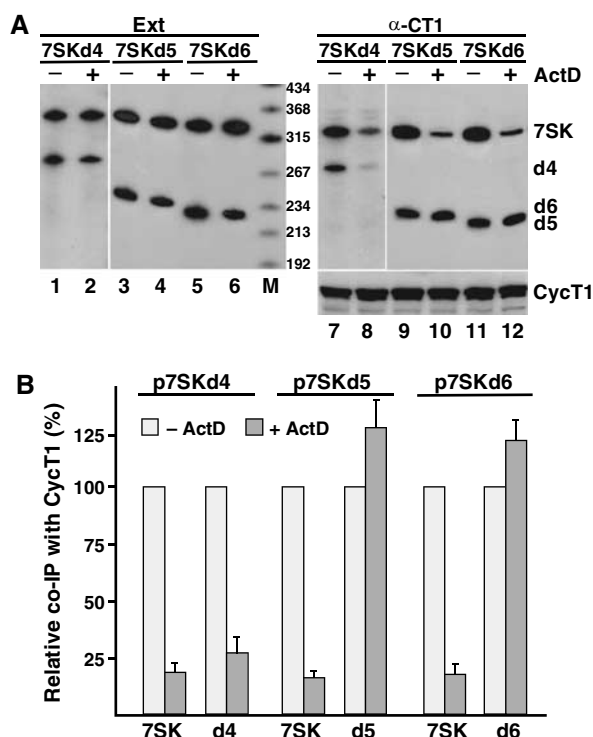 A
Ext
α-CT1
7SKd4 7SKd5 7SKd6
7SKd4 7SKd5 7SKd6
− + − + − +
− + − + − + ActD
434
368
315
267
234
213
192
7SK
d4
d6
d5
CycT1
1 2 3 4 5 6 M
7 8 9 10 11 12
B
p7SKd4 p7SKd5 p7SKd6
− ActD + ActD
Relative co-IP with CycT1 (%)
125
100
75
50
25
7SK d4 7SK d5 7SK d6